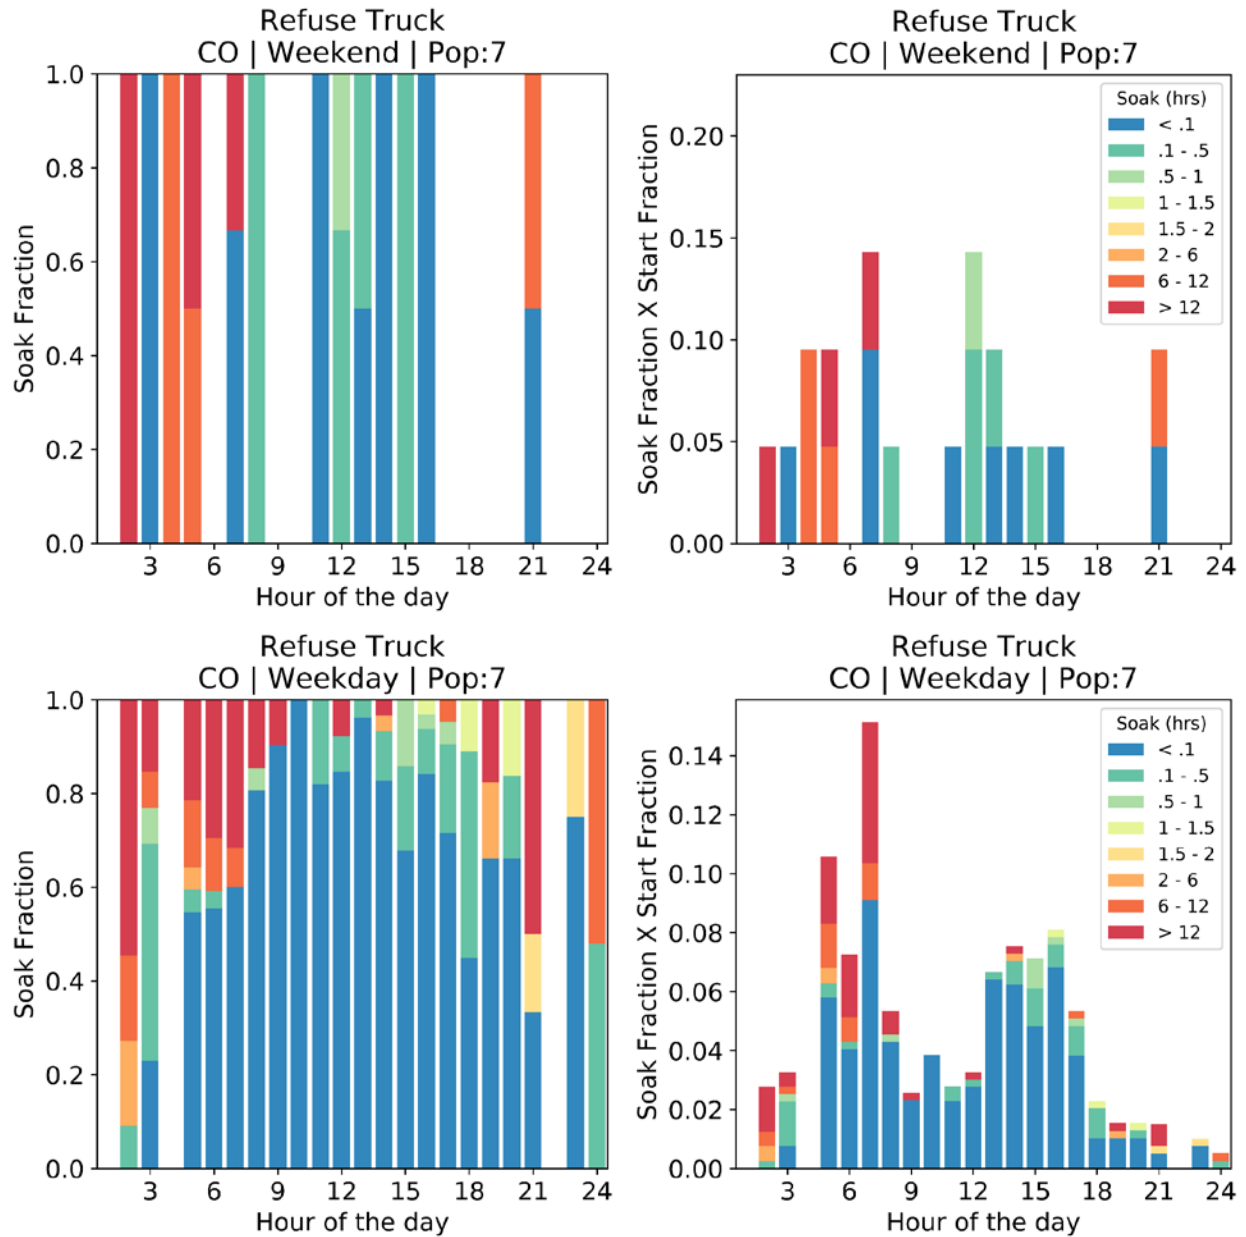 Refuse Truck
CO | Weekend | Pop:7
1.0
0.8
0.6
0.4
0.2
0.0
Soak Fraction
3 6 9 12 15 18 21 24
Hour of the day
Refuse Truck
CO | Weekend | Pop:7
0.20
0.15
0.10
0.05
0.00
Soak Fraction X Start Fraction
Soak (hrs)
< .1
.1 - .5
.5 - 1
1 - 1.5
1.5 - 2
2 - 6
6 - 12
> 12
3 6 9 12 15 18 21 24
Hour of the day
Refuse Truck
CO | Weekday | Pop:7
1.0
0.8
0.6
0.4
0.2
0.0
Soak Fraction
3 6 9 12 15 18 21 24
Hour of the day
Refuse Truck
CO | Weekday | Pop:7
0.14
0.12
0.10
0.08
0.06
0.04
0.02
0.00
Soak Fraction X Start Fraction
Soak (hrs)
< .1
.1 - .5
.5 - 1
1 - 1.5
1.5 - 2
2 - 6
6 - 12
> 12
3 6 9 12 15 18 21 24
Hour of the day